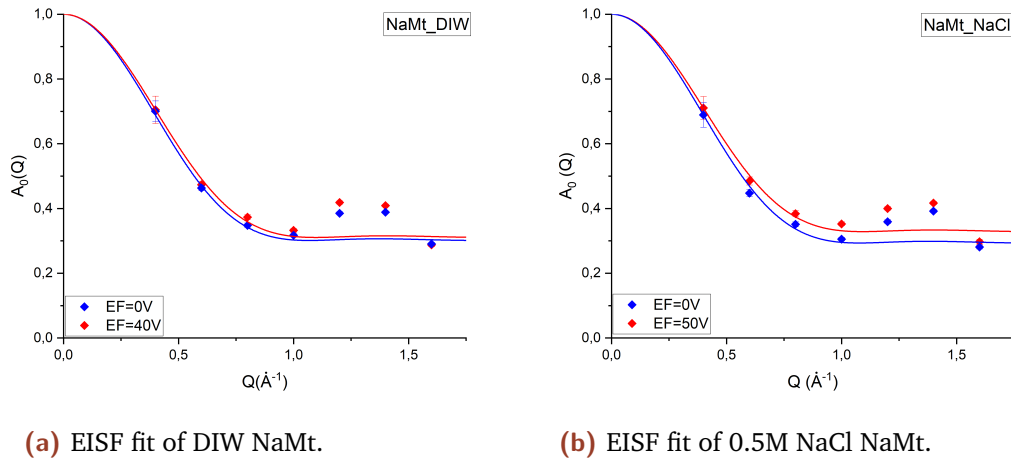 NaMt_DIW
1,0
0,8
0,6
0,4
0,2
0,0
A₀(Q)
EF=0V
EF=40V
0,0 0,5 1,0 1,5
Q(Å⁻¹)
(a) EISF fit of DIW NaMt.
NaMt_NaCl
1,0
0,8
0,6
0,4
0,2
0,0
A₀(Q)
EF=0V
EF=50V
0,0 0,5 1,0 1,5
Q (Å⁻¹)
(b) EISF fit of 0.5M NaCl NaMt.